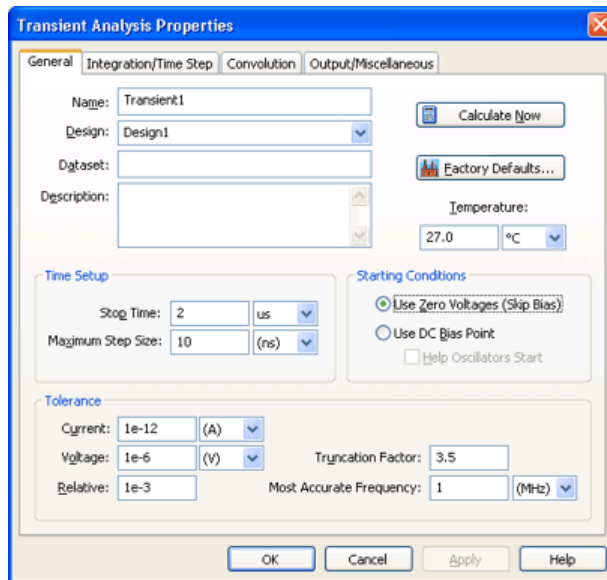 Transient Analysis Properties
General Integration/Time Step Convolution Output/Miscellaneous
Name: Transient1
Calculate Now
Design: Design1
Dataset:
Factory Defaults...
Description:
Temperature:
27.0 °C
Time Setup
Stop Time: 2 us
Maximum Step Size: 10 (ns)
Starting Conditions
Use Zero Voltages (Skip Bias)
Use DC Bias Point
Help Oscillators Start
Tolerance
Current: 1e-12 (A)
Voltage: 1e-6 (V) Truncation Factor: 3.5
Relative: 1e-3 Most Accurate Frequency: 1 (MHz)
OK Cancel Apply Help